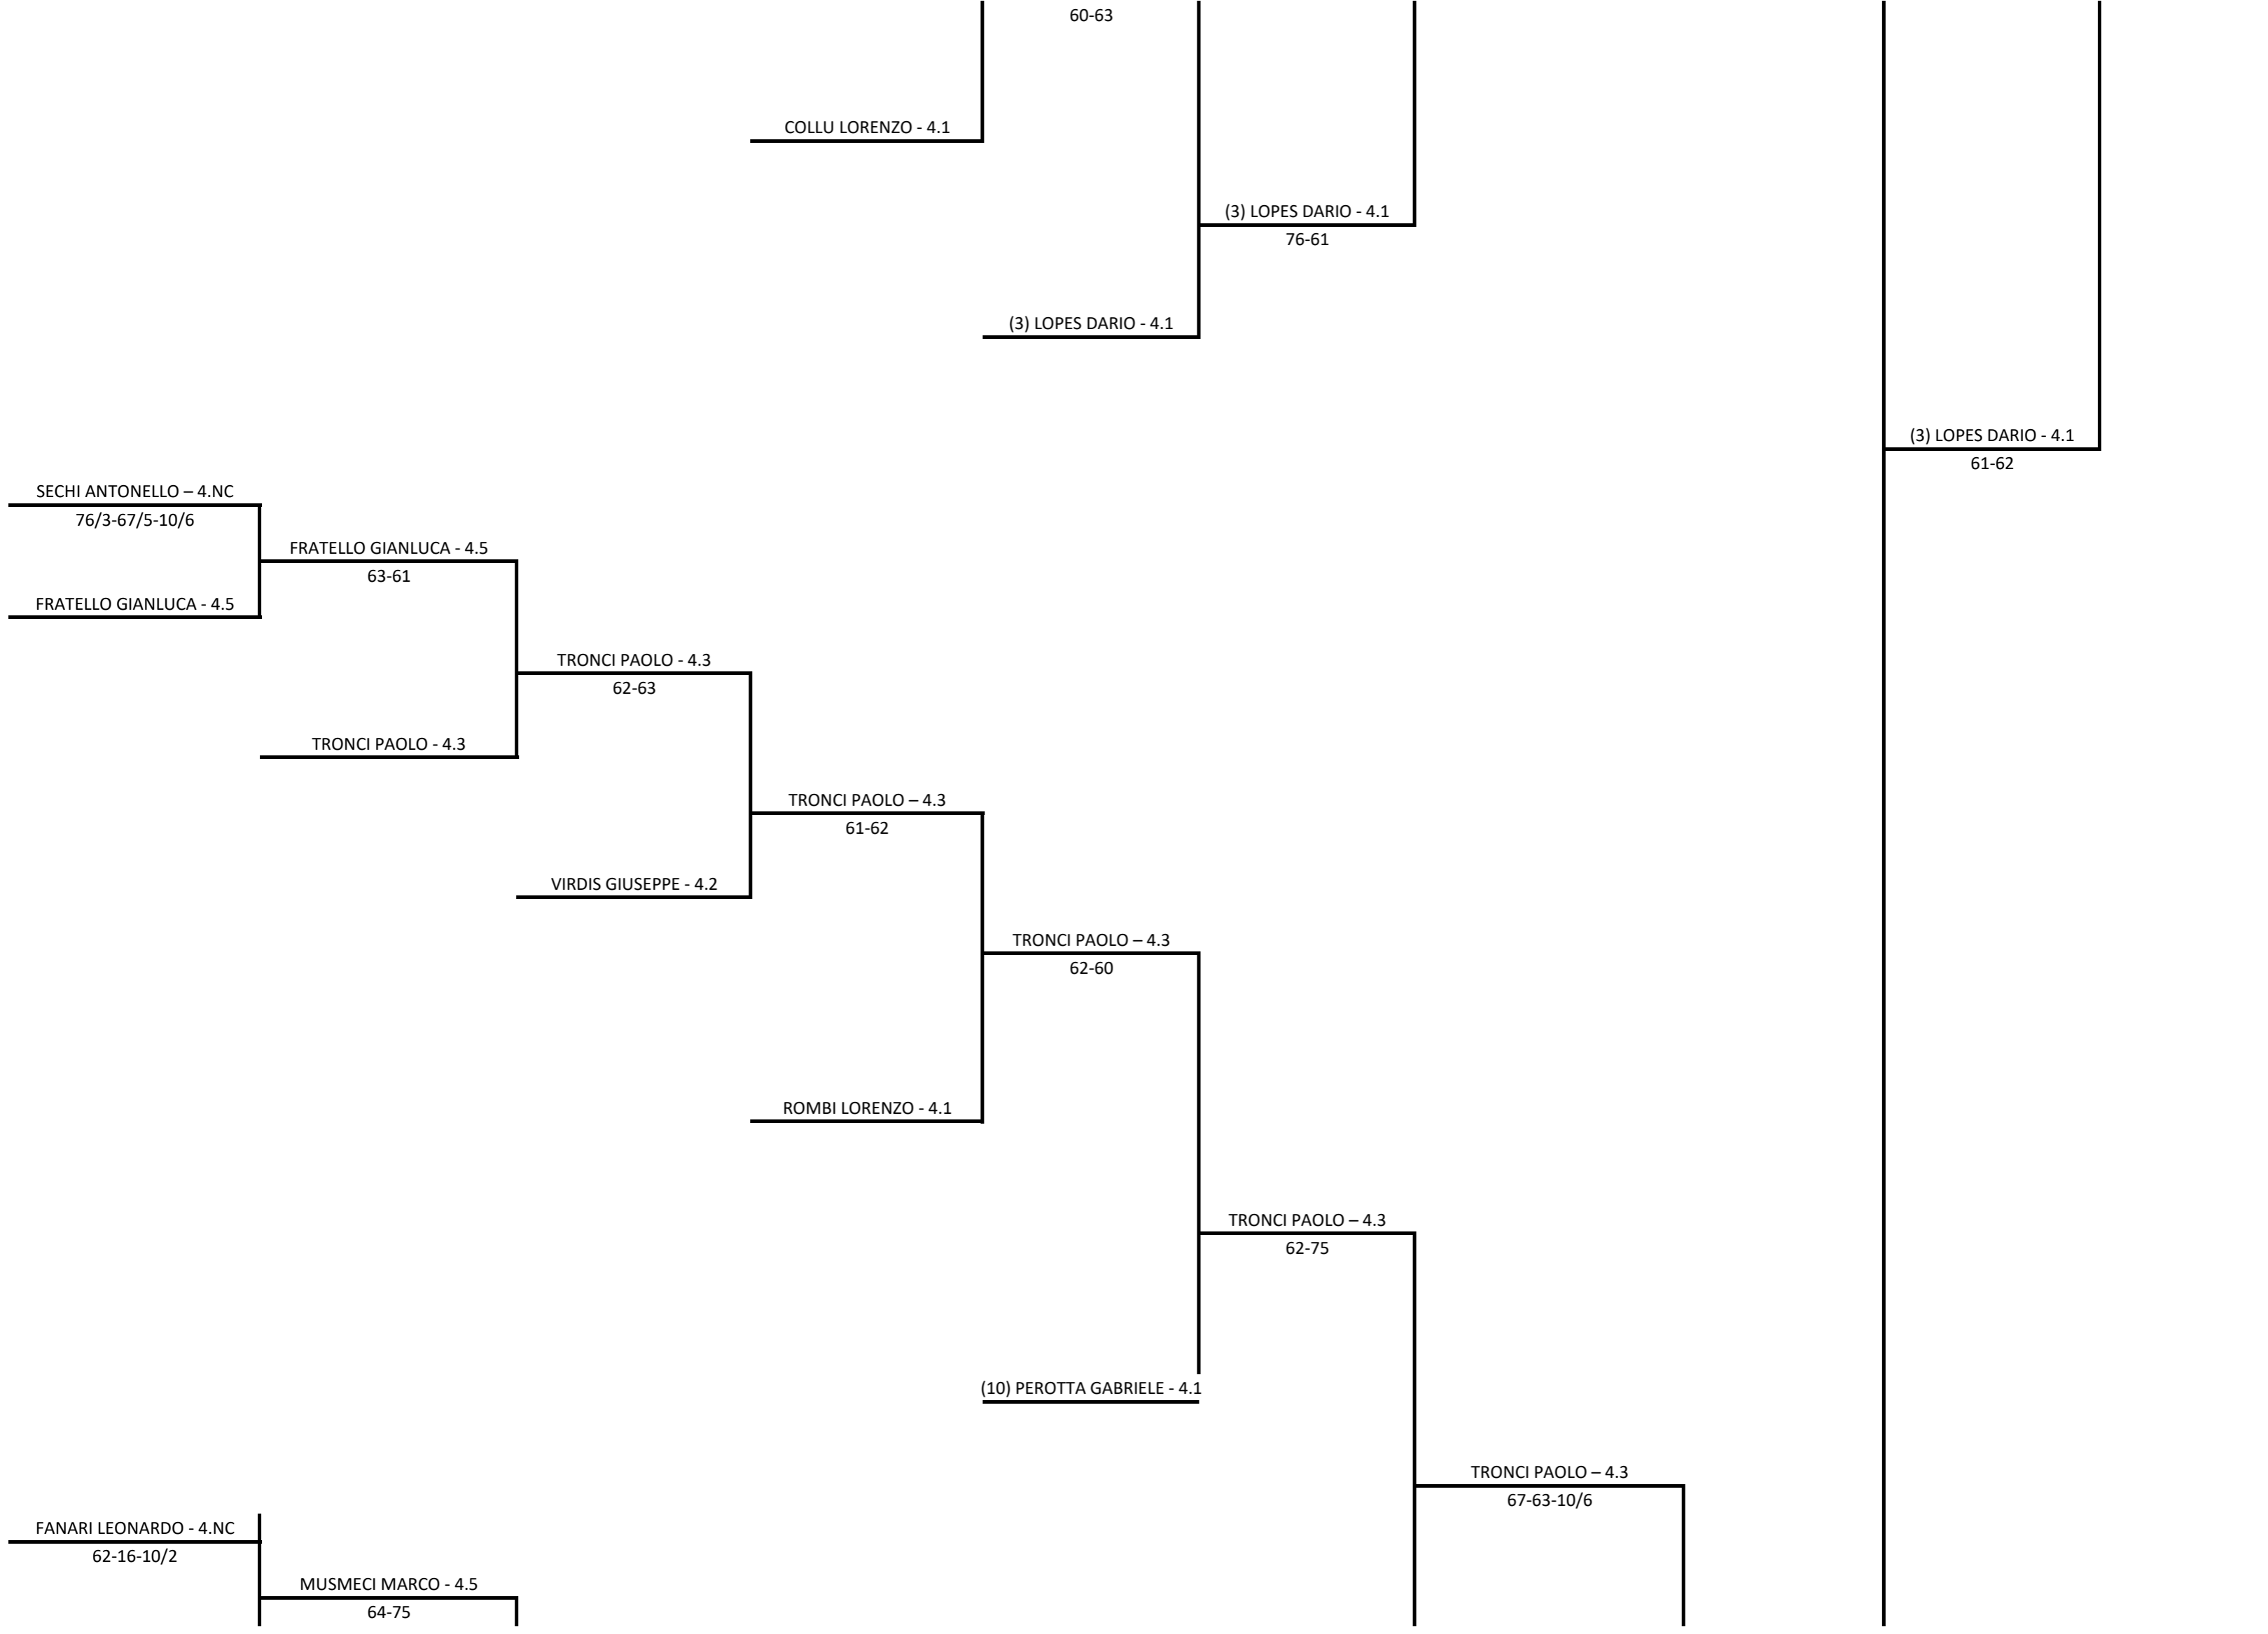 60-63
COLLU LORENZO - 4.1
(3) LOPES DARIO - 4.1
76-61
(3) LOPES DARIO - 4.1
(3) LOPES DARIO - 4.1
61-62
SECHI ANTONELLO – 4.NC
76/3-67/5-10/6
FRATELLO GIANLUCA - 4.5
63-61
FRATELLO GIANLUCA - 4.5
TRONCI PAOLO - 4.3
62-63
TRONCI PAOLO - 4.3
TRONCI PAOLO – 4.3
61-62
VIRDIS GIUSEPPE - 4.2
TRONCI PAOLO – 4.3
62-60
ROMBI LORENZO - 4.1
TRONCI PAOLO – 4.3
62-75
(10) PEROTTA GABRIELE - 4.1
TRONCI PAOLO – 4.3
67-63-10/6
FANARI LEONARDO - 4.NC
62-16-10/2
MUSMECI MARCO - 4.5
64-75